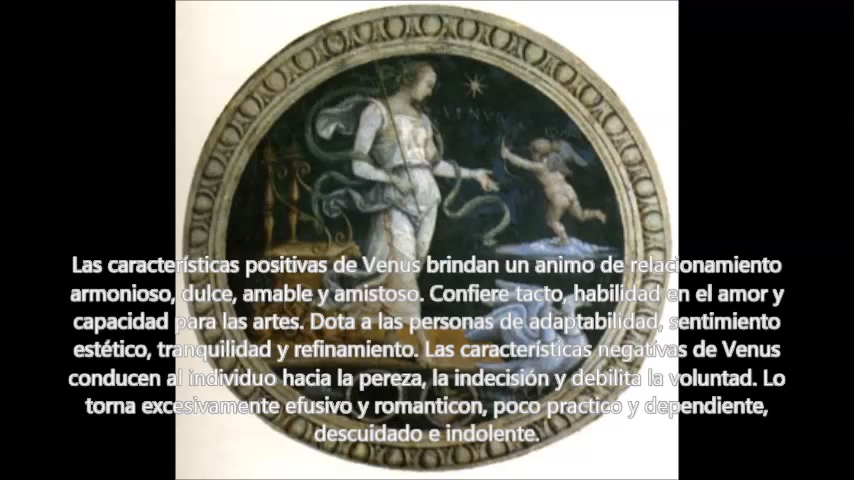 VENUS
Las características positivas de Venus brindan un animo de relacionamiento
armonioso, dulce, amable y amistoso. Confiere tacto, habilidad en el amor y
capacidad para las artes. Dota a las personas de adaptabilidad, sentimiento
estético, tranquilidad y refinamiento. Las características negativas de Venus
conducen al individuo hacia la pereza, la indecisión y debilita la voluntad. Lo
torna excesivamente efusivo y romanticon, poco practico y dependiente,
descuidado e indolente.